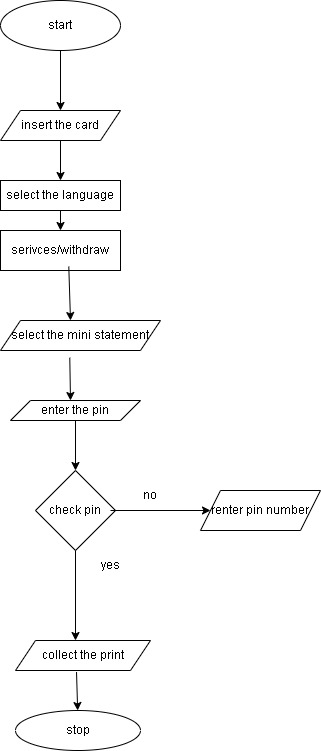 start
insert the card
select the language
serivces/withdraw
select the mini statement
enter the pin
check pin
no
renter pin number
yes
collect the print
stop